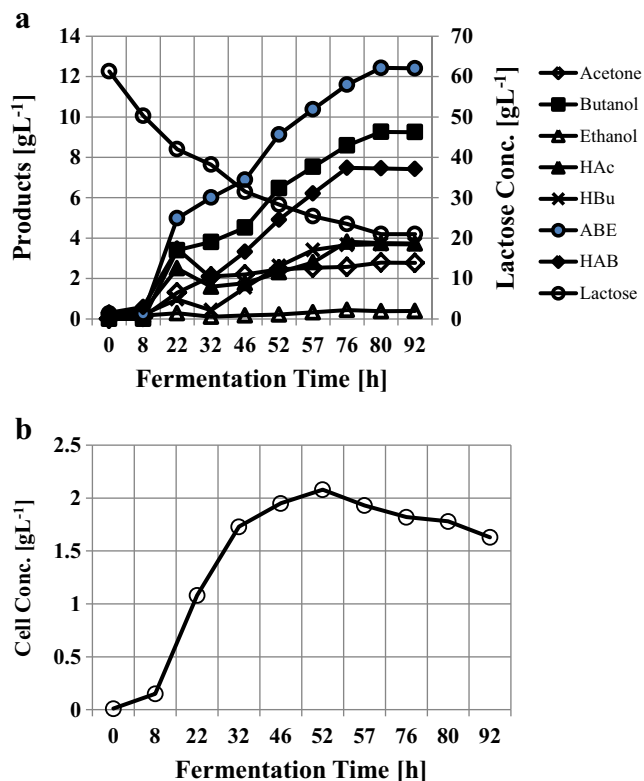 a
Products [gL⁻¹]
14
12
10
8
6
4
2
0
70
60
50
40
30
20
10
0
Lactose Conc. [gL⁻¹]
0 8 22 32 46 52 57 76 80 92
Fermentation Time [h]
Acetone
Butanol
Ethanol
HAc
HBu
ABE
HAB
Lactose
b
Cell Conc. [gL⁻¹]
2.5
2
1.5
1
0.5
0
0 8 22 32 46 52 57 76 80 92
Fermentation Time [h]